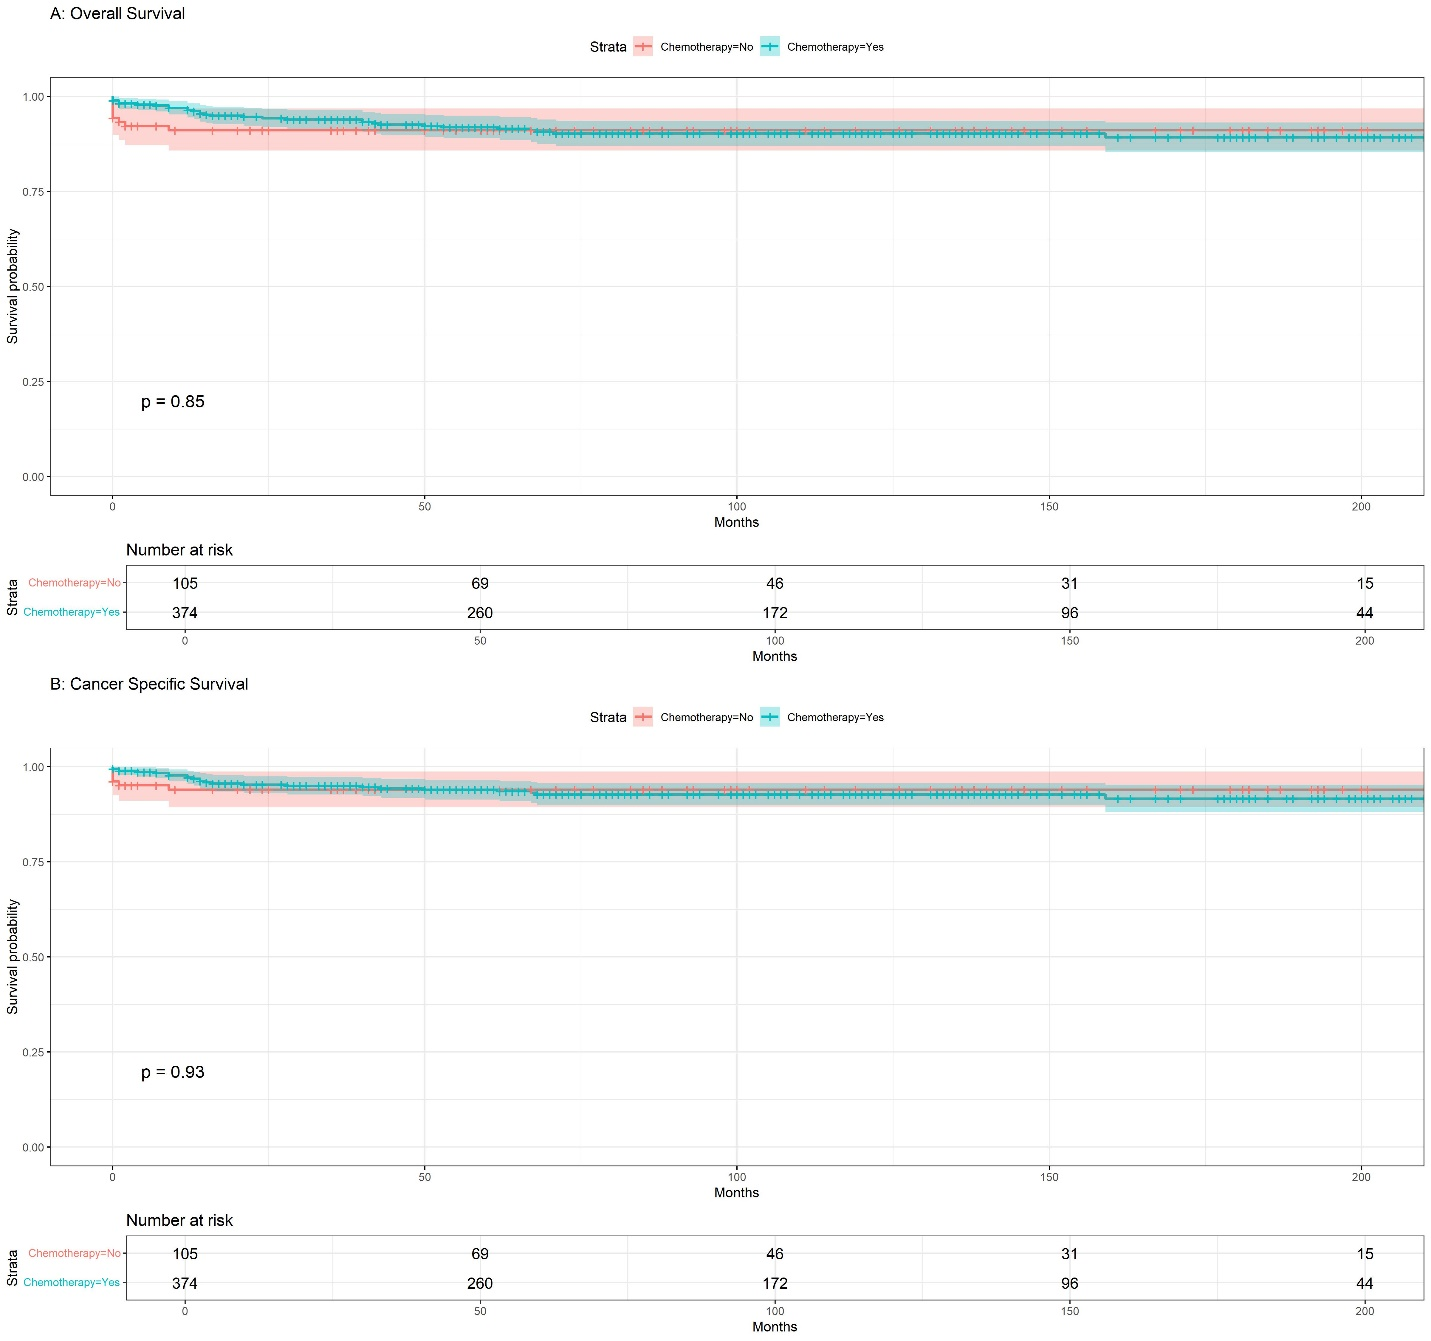 A: Overall Survival
Strata Chemotherapy=No Chemotherapy=Yes
Survival probability
1.00
0.75
0.50
0.25
0.00
p = 0.85
0 50 100 150 200
Months
Number at risk
Strata
Chemotherapy=No 105 69 46 31 15
Chemotherapy=Yes 374 260 172 96 44
0 50 100 150 200
Months
B: Cancer Specific Survival
Strata Chemotherapy=No Chemotherapy=Yes
Survival probability
1.00
0.75
0.50
0.25
0.00
p = 0.93
0 50 100 150 200
Months
Number at risk
Strata
Chemotherapy=No 105 69 46 31 15
Chemotherapy=Yes 374 260 172 96 44
0 50 100 150 200
Months